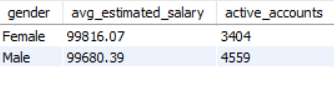 gender avg_estimated_salary active_accounts
Female 99816.07 3404
Male 99680.39 4559